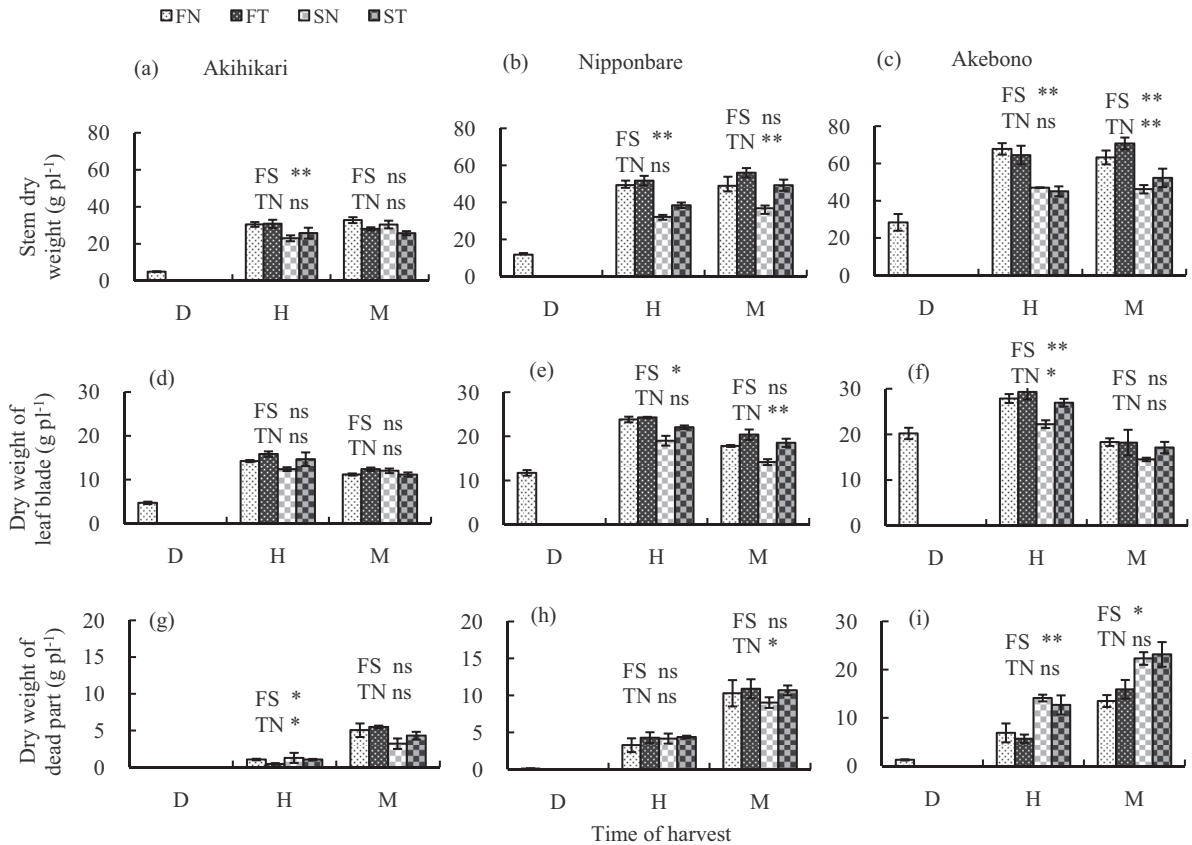 FN FT SN ST
(a) Akihikari
(b) Nipponbare
(c) Akebono
Stem dry
weight (g pl-1)
80
60
40
20
0
FS **
TN ns
FS ns
TN ns
D H M
80
60
40
20
0
FS **
TN ns
FS ns
TN **
D H M
80
60
40
20
0
FS **
TN ns
FS **
TN **
D H M
Dry weight of
leaf blade (g pl-1)
(d)
30
20
10
0
FS ns
TN ns
FS ns
TN ns
D H M
(e)
30
20
10
0
FS *
TN ns
FS ns
TN **
D H M
(f)
30
20
10
0
FS **
TN *
FS ns
TN ns
D H M
Dry weight of
dead part (g pl-1)
(g)
20
15
10
5
0
FS *
TN *
FS ns
TN ns
D H M
(h)
20
15
10
5
0
FS ns
TN ns
FS ns
TN *
D H M
(i)
30
20
10
0
FS **
TN ns
FS *
TN ns
D H M
Time of harvest